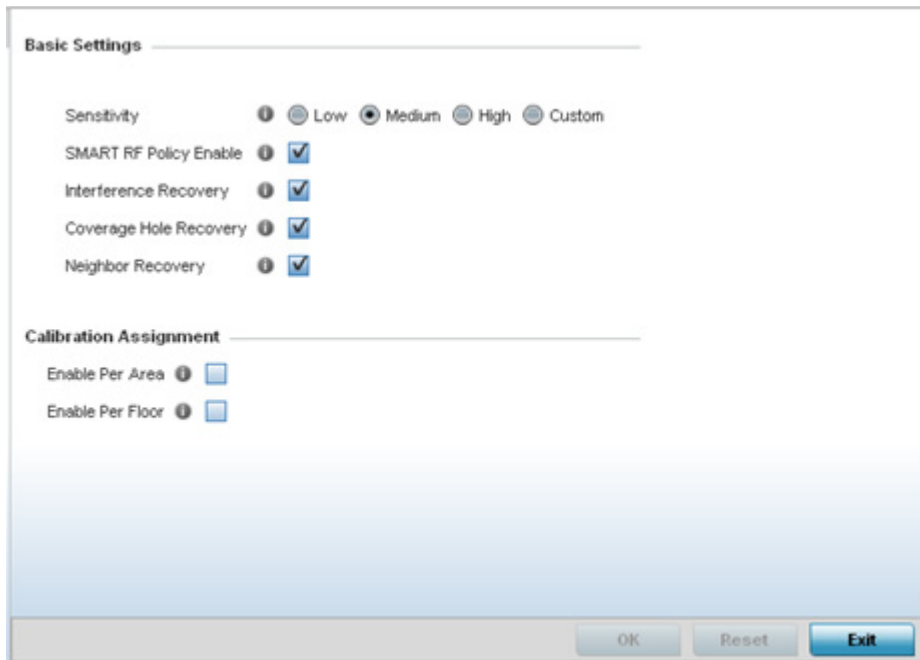 Basic Settings
Sensitivity Low Medium High Custom
SMART RF Policy Enable
Interference Recovery
Coverage Hole Recovery
Neighbor Recovery
Calibration Assignment
Enable Per Area
Enable Per Floor
OK Reset Exit